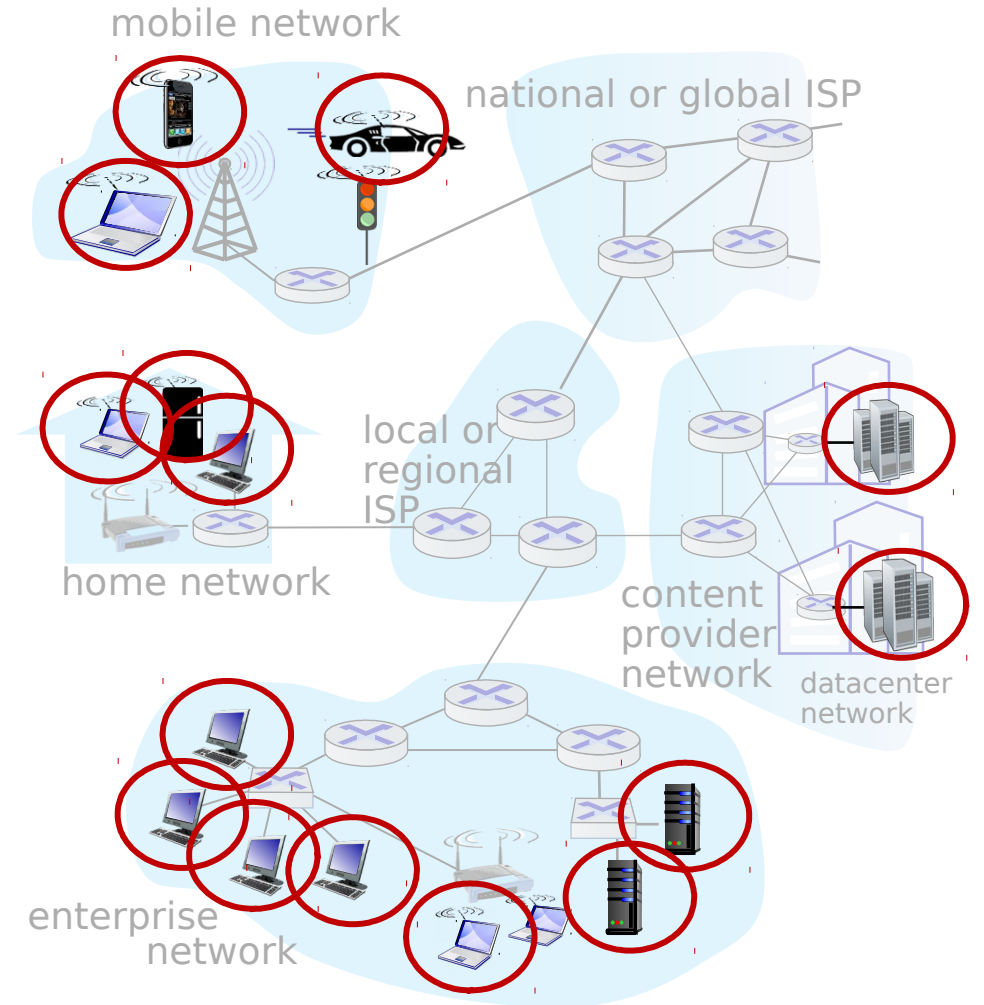 mobile network
national or global ISP
local or
regional
ISP
home network
content
provider
network
datacenter
network
enterprise
network